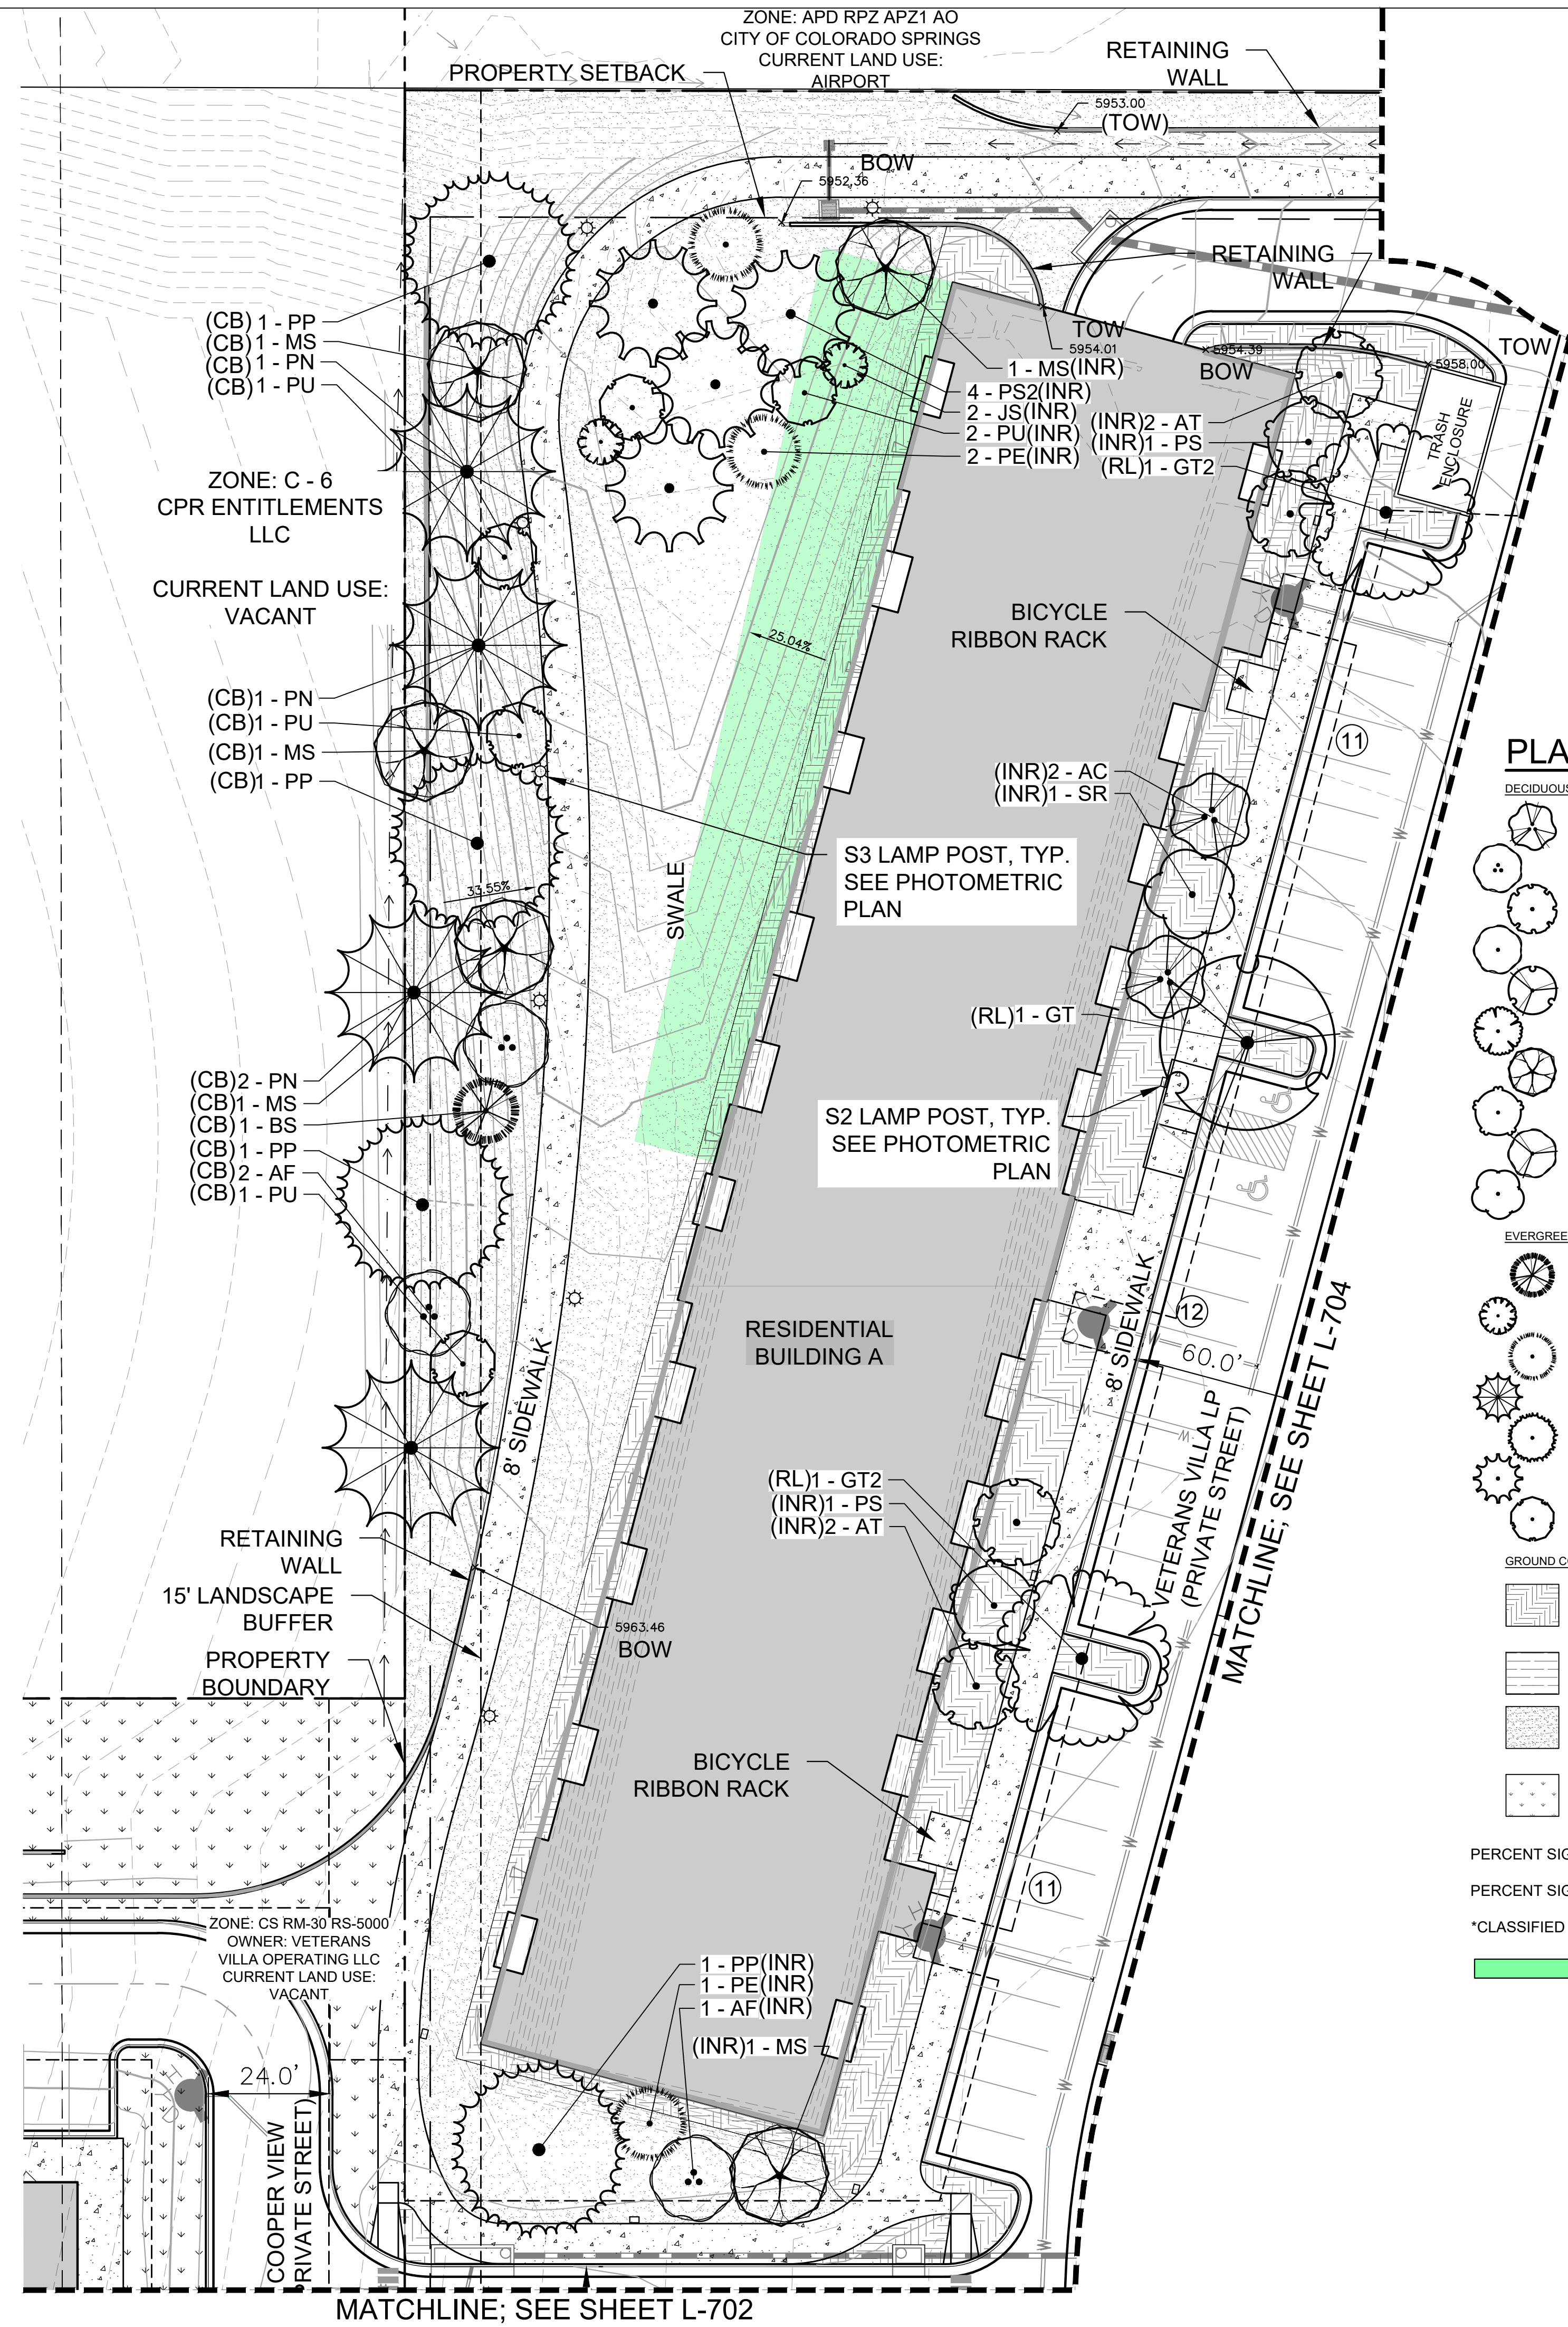 ZONE: APD RPZ APZ1 AO
CITY OF COLORADO SPRINGS
CURRENT LAND USE:
AIRPORT
PROPERTY SETBACK
RETAINING
WALL
5953.00
(TOW)
BOW
5952.36
RETAINING
WALL
TOW
5954.01
5954.39
BOW
5958.00
TOW
(CB) 1 - PP
(CB) 1 - MS
(CB) 1 - PN
(CB) 1 - PU
1 - MS(INR)
4 - PS2(INR)
2 - JS(INR)
2 - PU(INR)
2 - PE(INR)
(INR)2 - AT
(INR)1 - PS
(RL)1 - GT2
TRASH
ENCLOSURE
ZONE: C - 6
CPR ENTITLEMENTS
LLC
CURRENT LAND USE:
VACANT
25.04%
BICYCLE
RIBBON RACK
(CB)1 - PN
(CB)1 - PU
(CB)1 - MS
(CB)1 - PP
11
(INR)2 - AC
(INR)1 - SR
PLA
DECIDUOUS
S3 LAMP POST, TYP.
SEE PHOTOMETRIC
PLAN
33.55%
SWALE
(RL)1 - GT
(CB)2 - PN
(CB)1 - MS
(CB)1 - BS
(CB)1 - PP
(CB)2 - AF
(CB)1 - PU
S2 LAMP POST, TYP.
SEE PHOTOMETRIC
PLAN
EVERGREE
RESIDENTIAL
BUILDING A
8' SIDEWALK
12
60.0'
8' SIDEWALK
VETERANS VILLA LP
(PRIVATE STREET)
MATCHLINE; SEE SHEET L-704
(RL)1 - GT2
(INR)1 - PS
(INR)2 - AT
RETAINING
WALL
15' LANDSCAPE
BUFFER
PROPERTY
BOUNDARY
5963.46
BOW
GROUND CO
BICYCLE
RIBBON RACK
11
PERCENT SIG
PERCENT SIG
*CLASSIFIED
ZONE: CS RM-30 RS-5000
OWNER: VETERANS
VILLA OPERATING LLC
CURRENT LAND USE:
VACANT
1 - PP(INR)
1 - PE(INR)
1 - AF(INR)
(INR)1 - MS
24.0'
COOPER VIEW
PRIVATE STREET)
MATCHLINE; SEE SHEET L-702